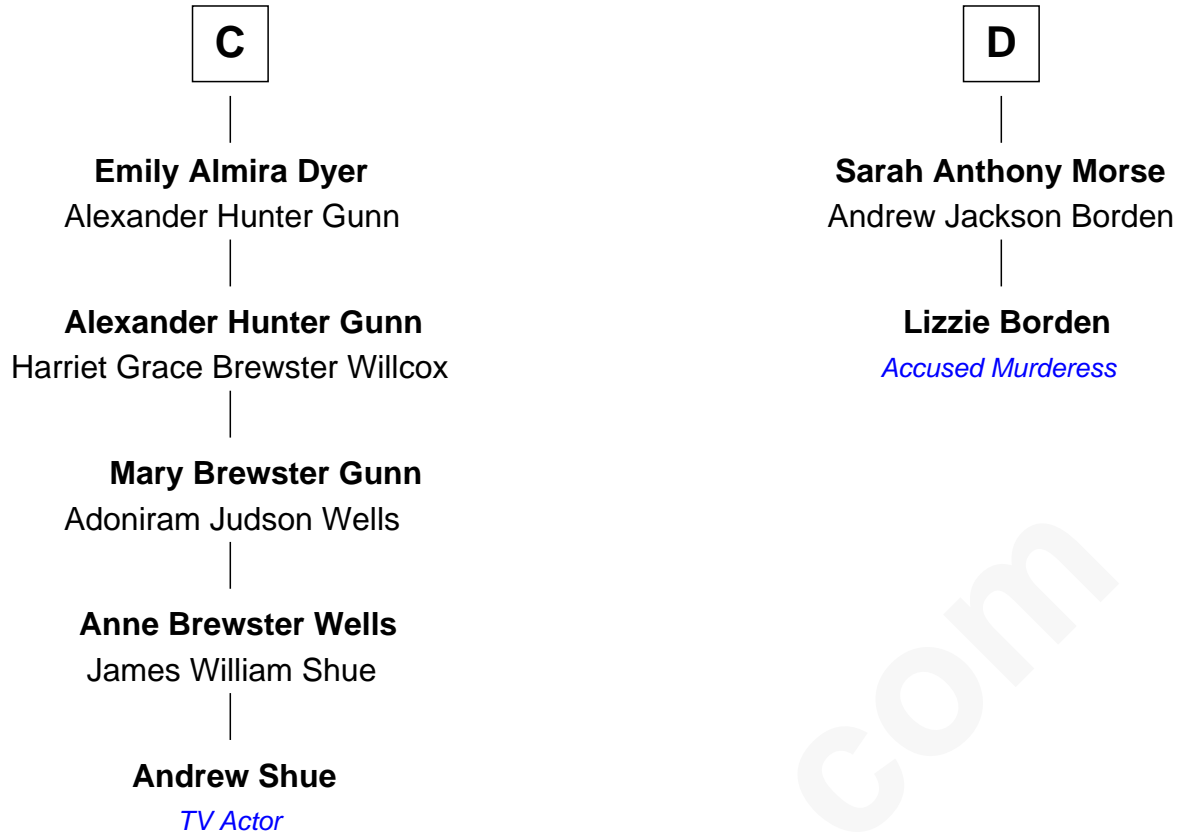 C
Emily Almira Dyer
Alexander Hunter Gunn
Alexander Hunter Gunn
Harriet Grace Brewster Willcox
Mary Brewster Gunn
Adoniram Judson Wells
Anne Brewster Wells
James William Shue
Andrew Shue
TV Actor
D
Sarah Anthony Morse
Andrew Jackson Borden
Lizzie Borden
Accused Murderess
com